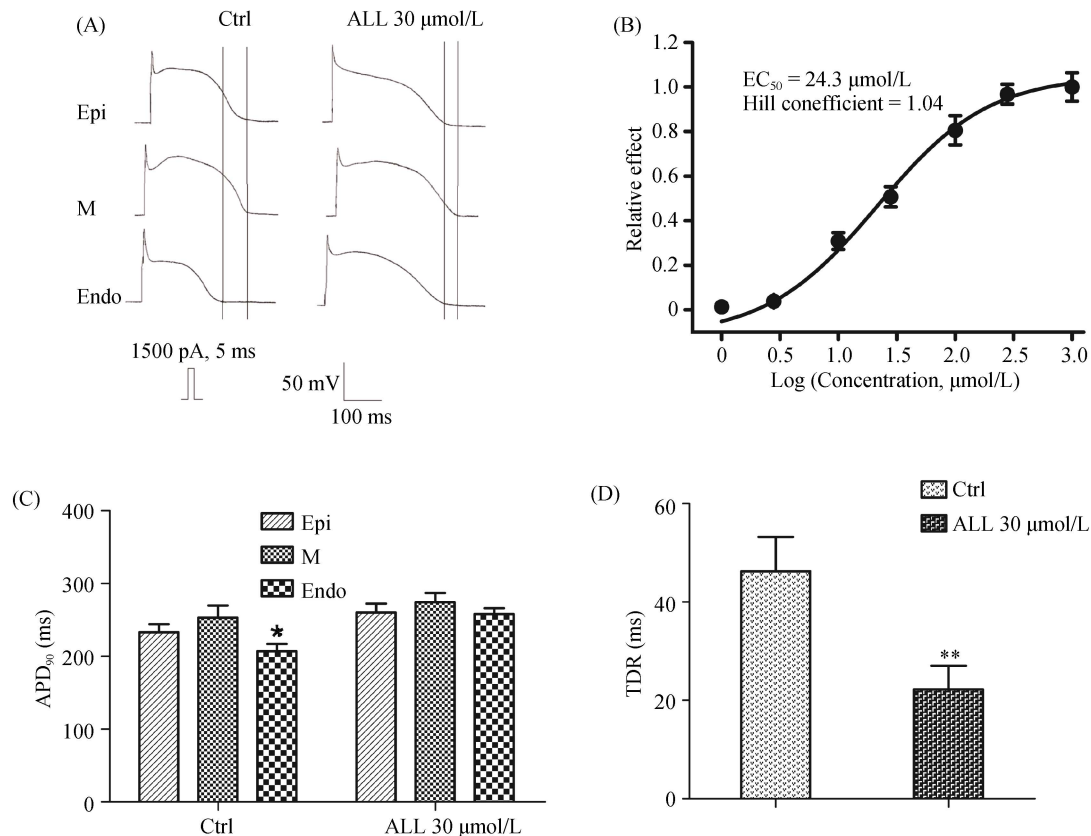 (A)
Ctrl
ALL 30 μmol/L
Epi
M
Endo
1500 pA, 5 ms
50 mV
100 ms
(B)
EC50 = 24.3 μmol/L
Hill conefficient = 1.04
Relative effect
1.2
1.0
0.8
0.6
0.4
0.2
0
0 0.5 1.0 1.5 2.0 2.5 3.0
Log (Concentration, μmol/L)
(C)
APD90 (ms)
400
300
200
100
0
Epi
M
Endo
*
Ctrl
ALL 30 μmol/L
(D)
TDR (ms)
60
40
20
0
Ctrl
ALL 30 μmol/L
**